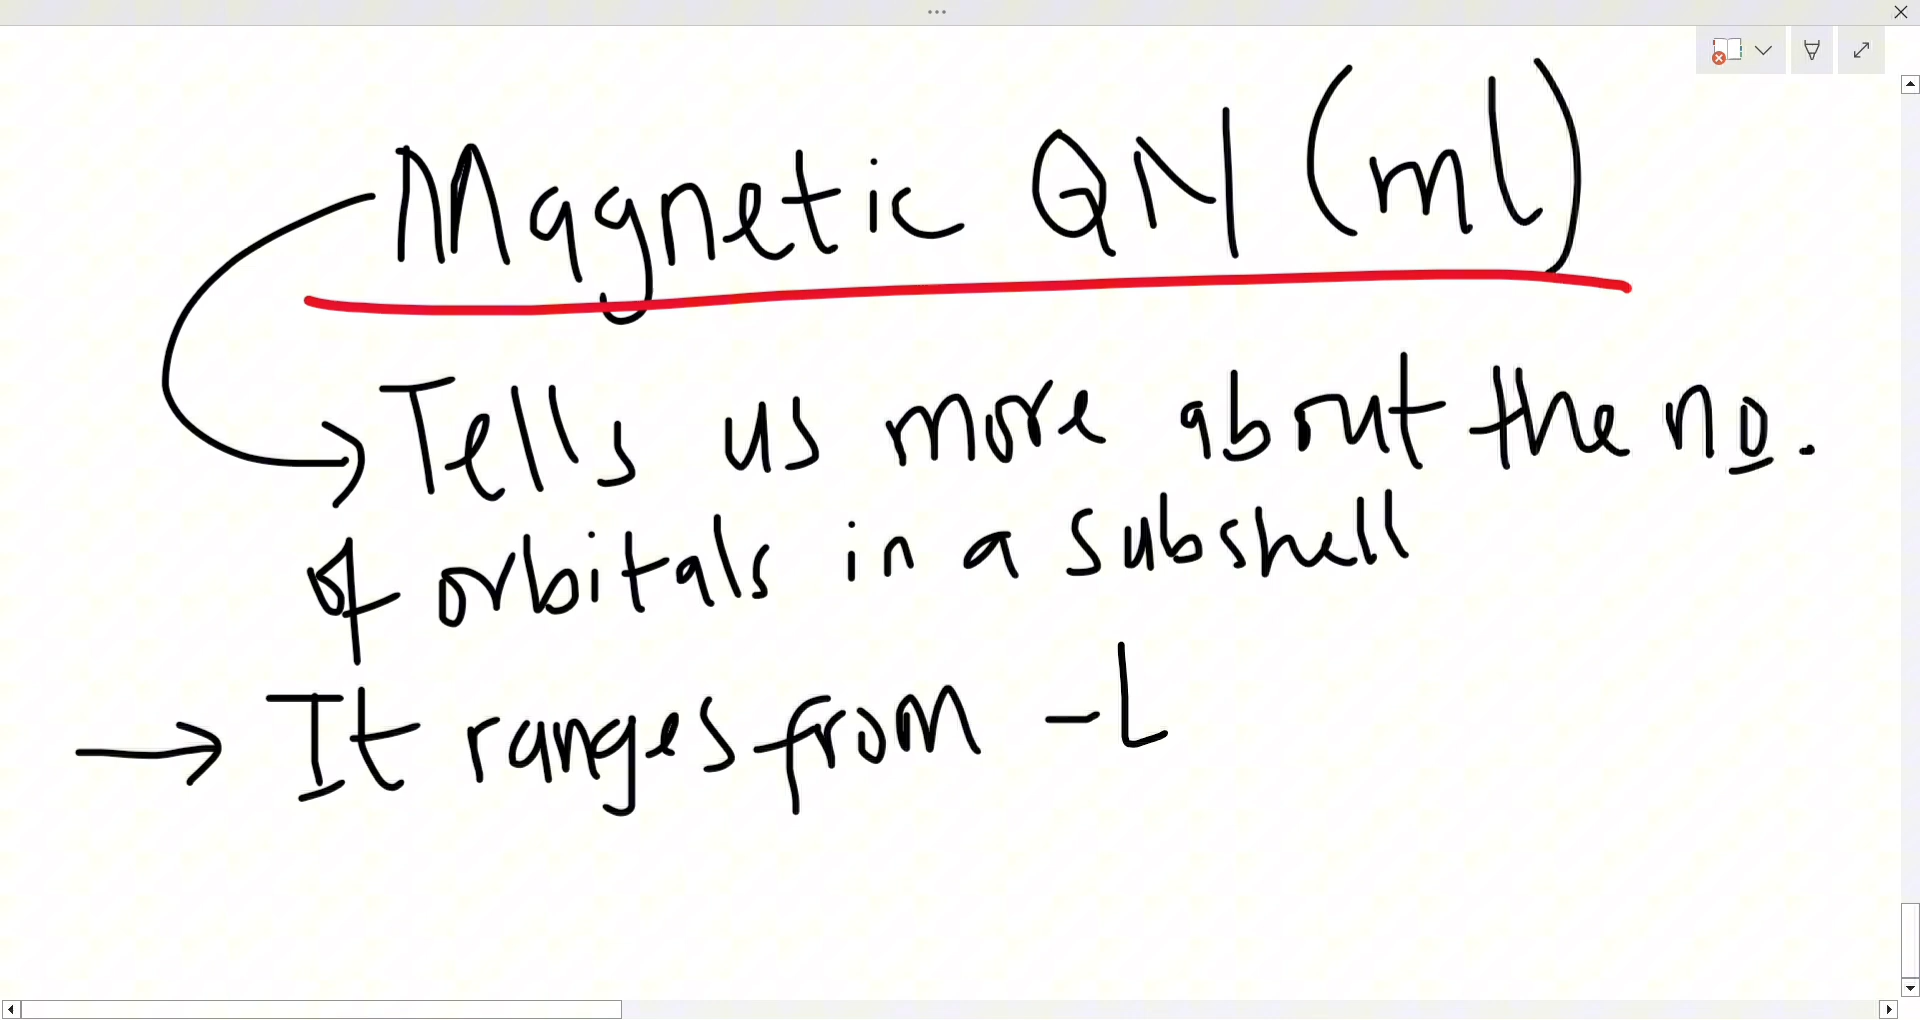 Magnetic QN (ml)
Tells us more about the no.
of orbitals in a subshell
→ It ranges from -L